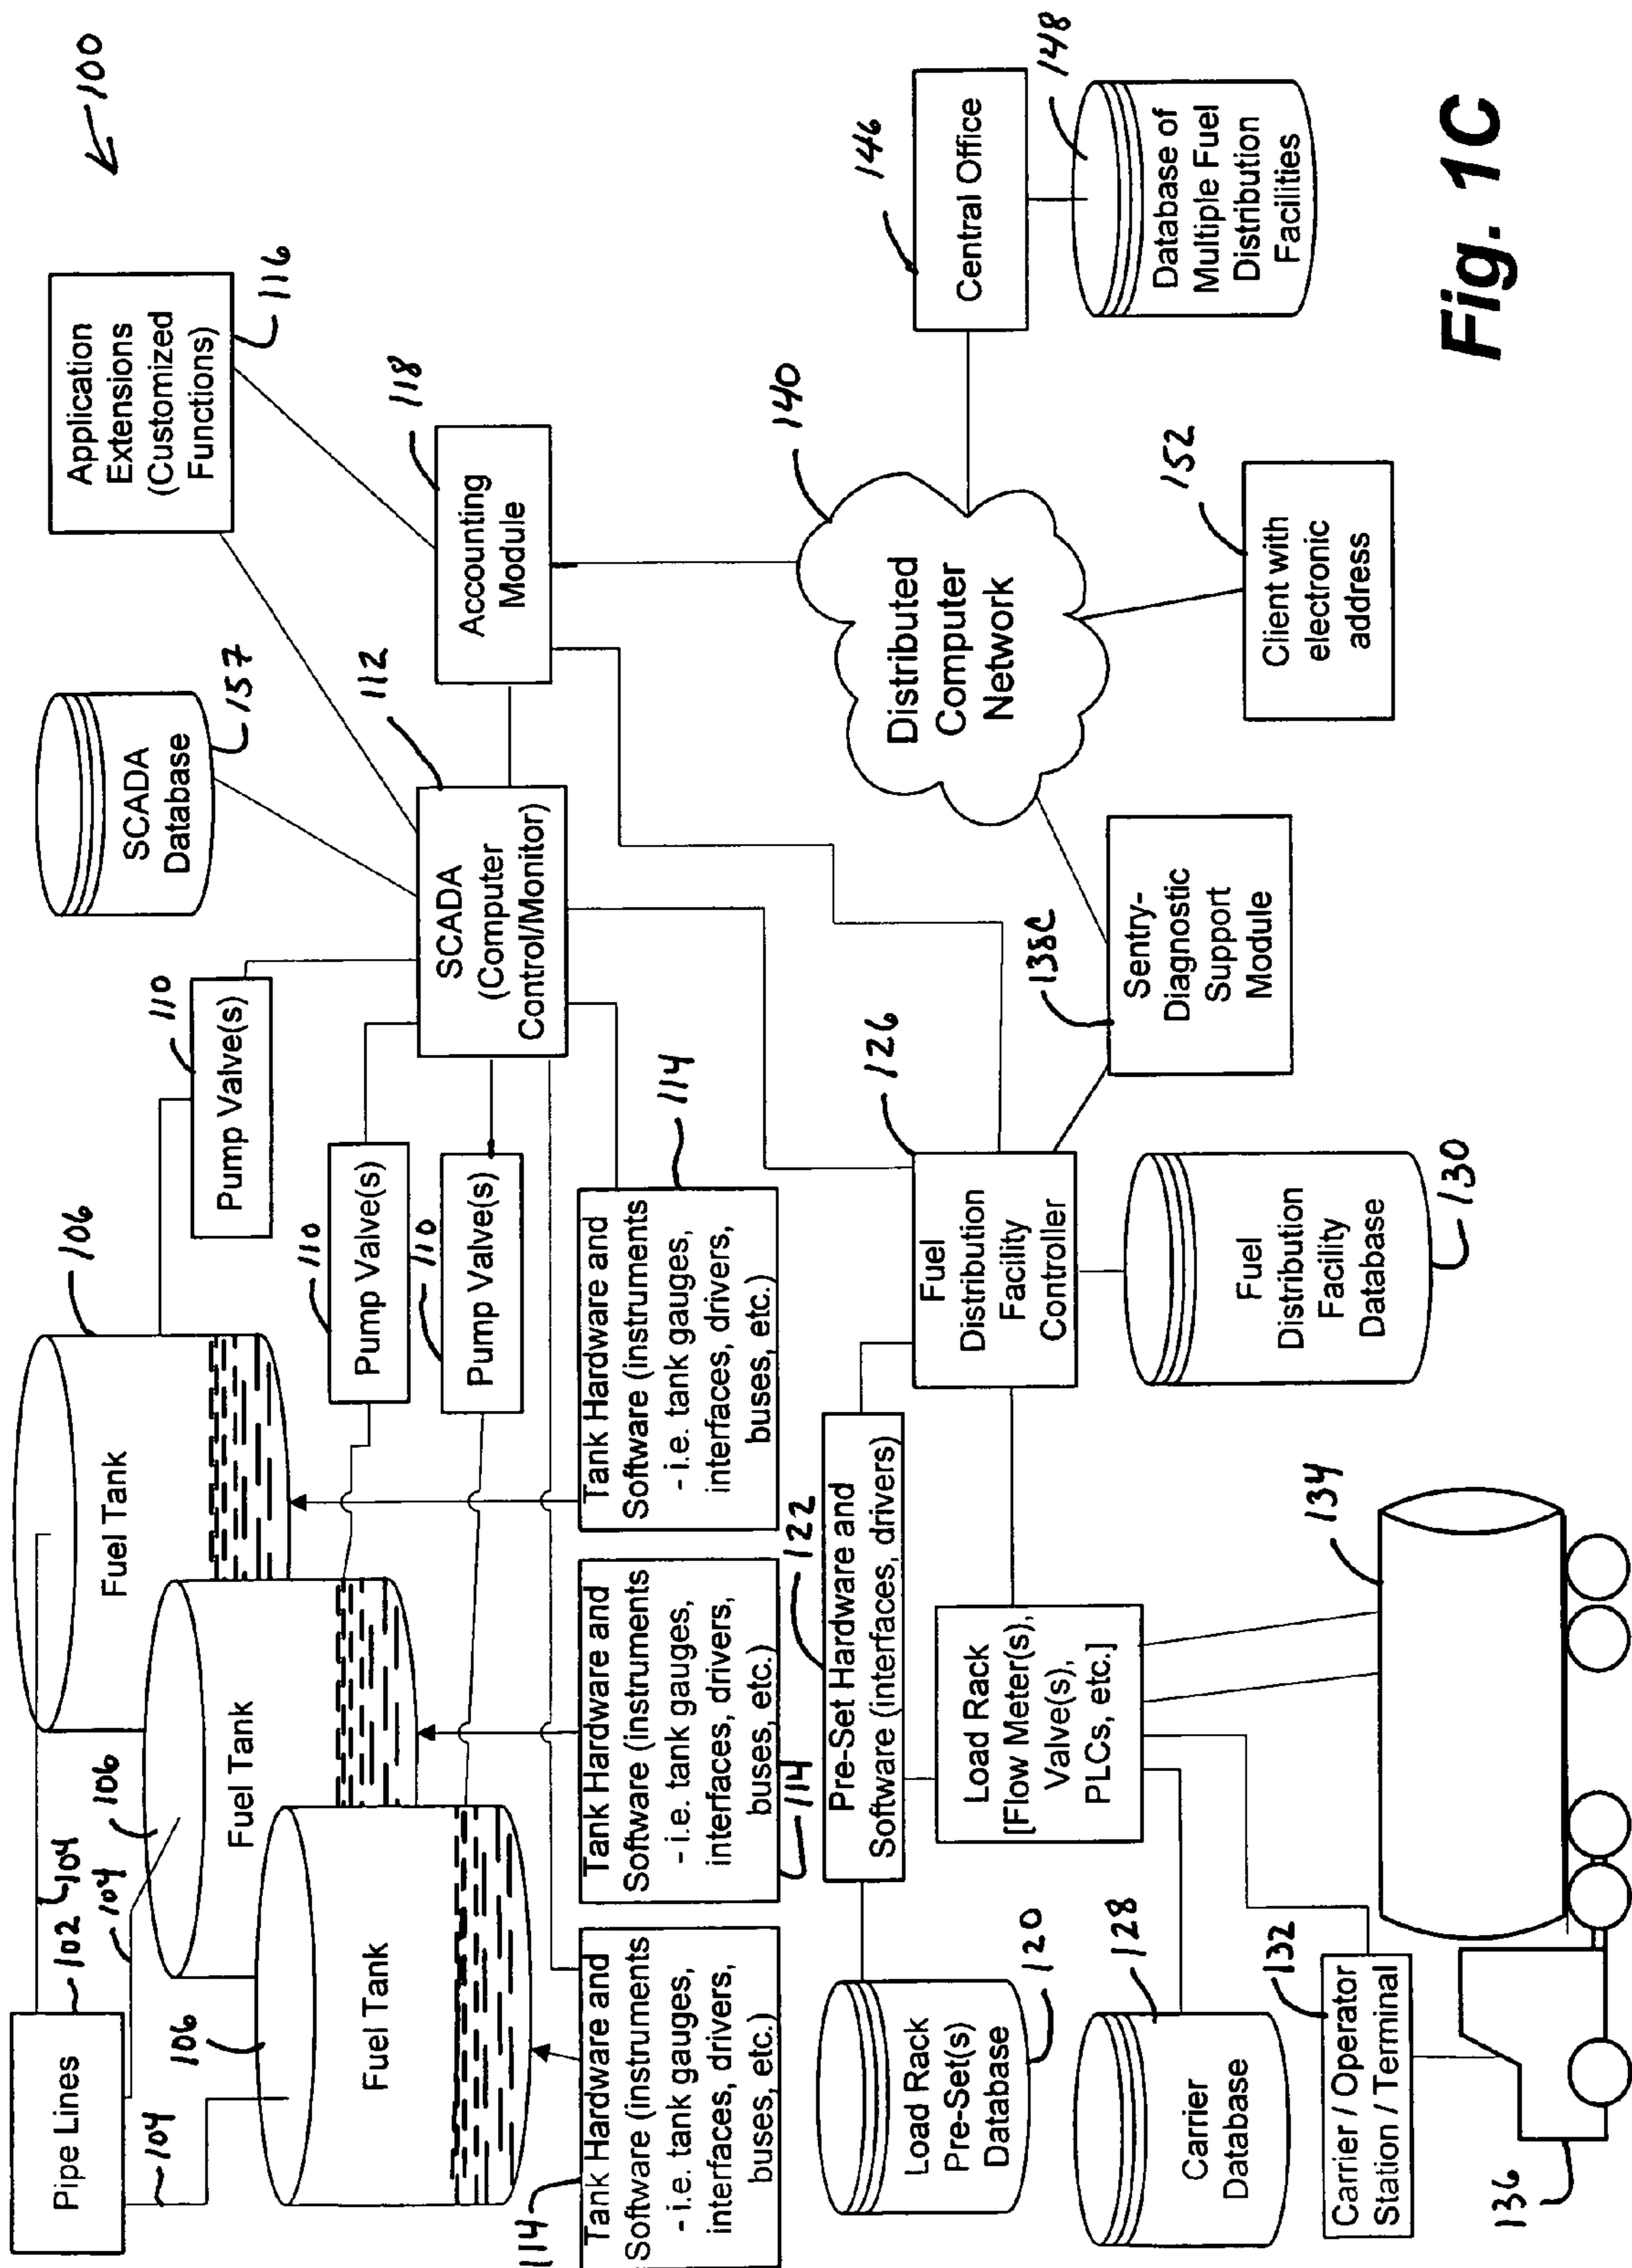 100
Pipe Lines
102
104
104
104
106
106
106
Fuel Tank
Fuel Tank
Fuel Tank
110
Pump Valve(s)
110
Pump Valve(s)
110
Pump Valve(s)
SCADA
Database
157
Application
Extensions
(Customized
Functions)
116
SCADA
(Computer
Control/Monitor)
112
Accounting
Module
118
114
Tank Hardware and
Software (instruments
- i.e. tank gauges,
interfaces, drivers,
buses, etc.)
Tank Hardware and
Software (instruments
- i.e. tank gauges,
interfaces, drivers,
buses, etc.)
114
Tank Hardware and
Software (instruments
- i.e. tank gauges,
interfaces, drivers,
buses, etc.)
114
Load Rack
Pre-Set(s)
Database
120
Pre-Set Hardware and
Software (interfaces, drivers)
122
Load Rack
[Flow Meter(s),
Valve(s),
PLCs, etc.]
Fuel
Distribution
Facility
Controller
126
Fuel
Distribution
Facility
Database
130
Sentry-
Diagnostic
Support
Module
138C
Distributed
Computer
Network
140
Central Office
146
Database of
Multiple Fuel
Distribution
Facilities
148
Client with
electronic
address
152
Carrier
Database
128
Carrier / Operator
Station / Terminal
132
134
136
Fig. 1C